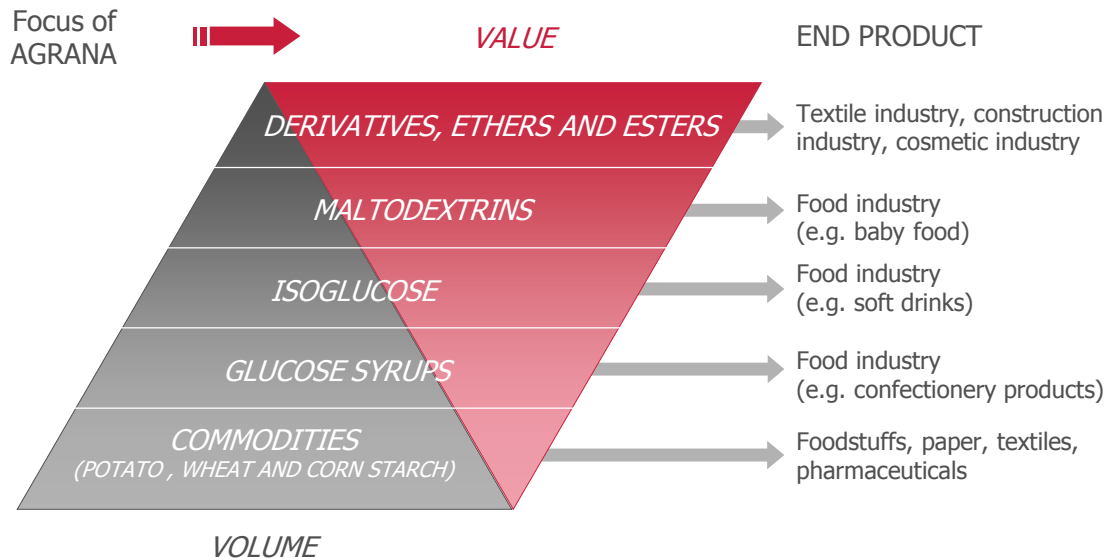 Focus of
AGRANA
VALUE
END PRODUCT
DERIVATIVES, ETHERS AND ESTERS
Textile industry, construction
industry, cosmetic industry
MALTODEXTRINS
Food industry
(e.g. baby food)
ISOGLUCOSE
Food industry
(e.g. soft drinks)
GLUCOSE SYRUPS
Food industry
(e.g. confectionery products)
COMMODITIES
(POTATO , WHEAT AND CORN STARCH)
Foodstuffs, paper, textiles,
pharmaceuticals
VOLUME